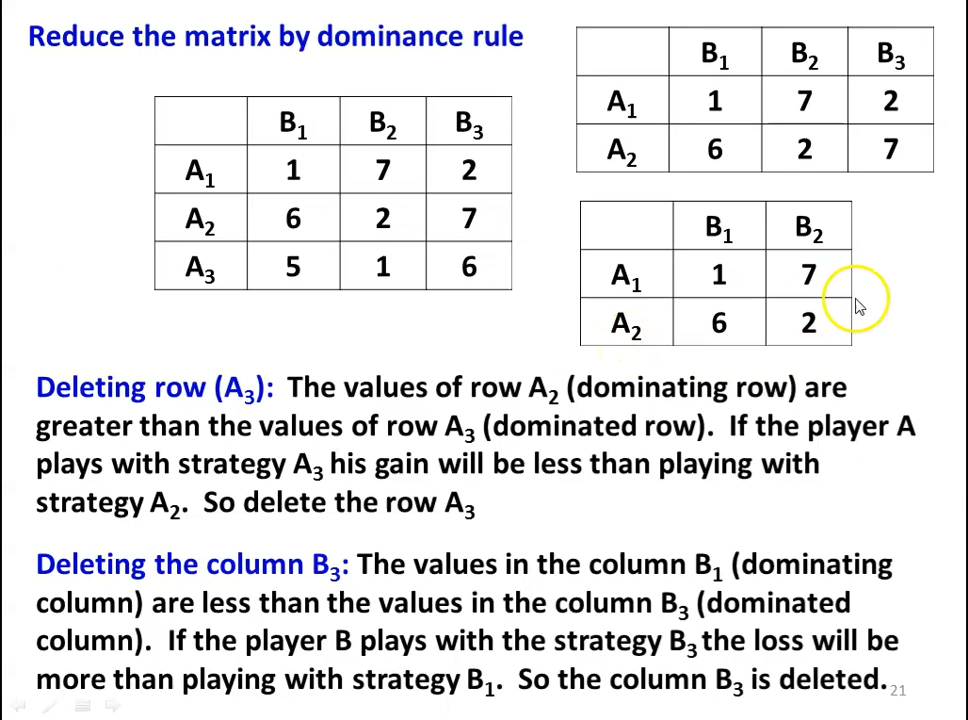 Reduce the matrix by dominance rule
B₁ B₂ B₃
A₁ 1 7 2
A₂ 6 2 7
A₃ 5 1 6
B₁ B₂ B₃
A₁ 1 7 2
A₂ 6 2 7
B₁ B₂
A₁ 1 7
A₂ 6 2
Deleting row (A₃): The values of row A₂ (dominating row) are
greater than the values of row A₃ (dominated row). If the player A
plays with strategy A₃ his gain will be less than playing with
strategy A₂. So delete the row A₃
Deleting the column B₃: The values in the column B₁ (dominating
column) are less than the values in the column B₃ (dominated
column). If the player B plays with the strategy B₃ the loss will be
more than playing with strategy B₁. So the column B₃ is deleted.
21